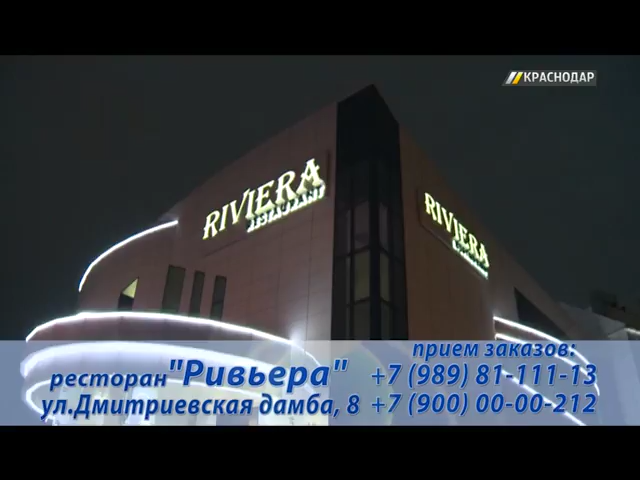 КРАСНОДАР
RIVIERA
RESTAURANT
RIVIERA
прием заказов:
ресторан "Ривьера" +7 (989) 81-111-13
ул.Дмитриевская дамба, 8 +7 (900) 00-00-212